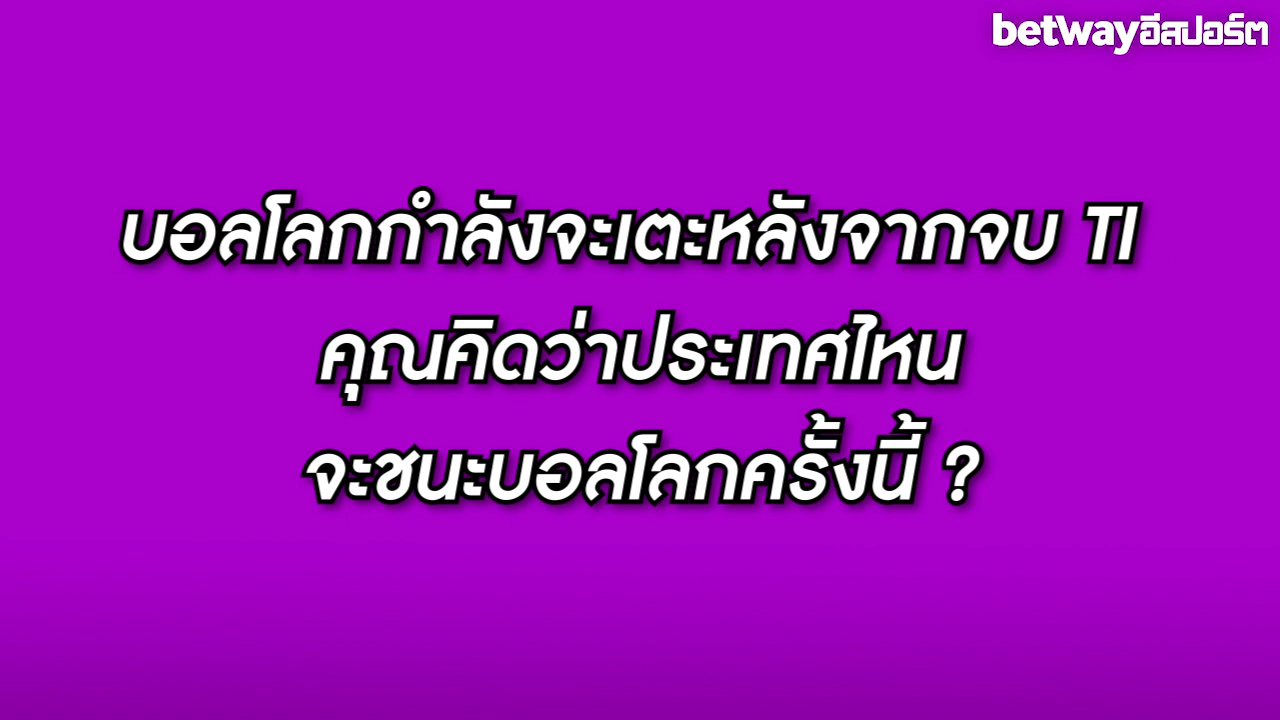 betwayอีสปอร์ต
บอลโลกกำลังจะเตะหลังจากจบ TI
คุณคิดว่าประเทศไหน
จะชนะบอลโลกครั้งนี้ ?